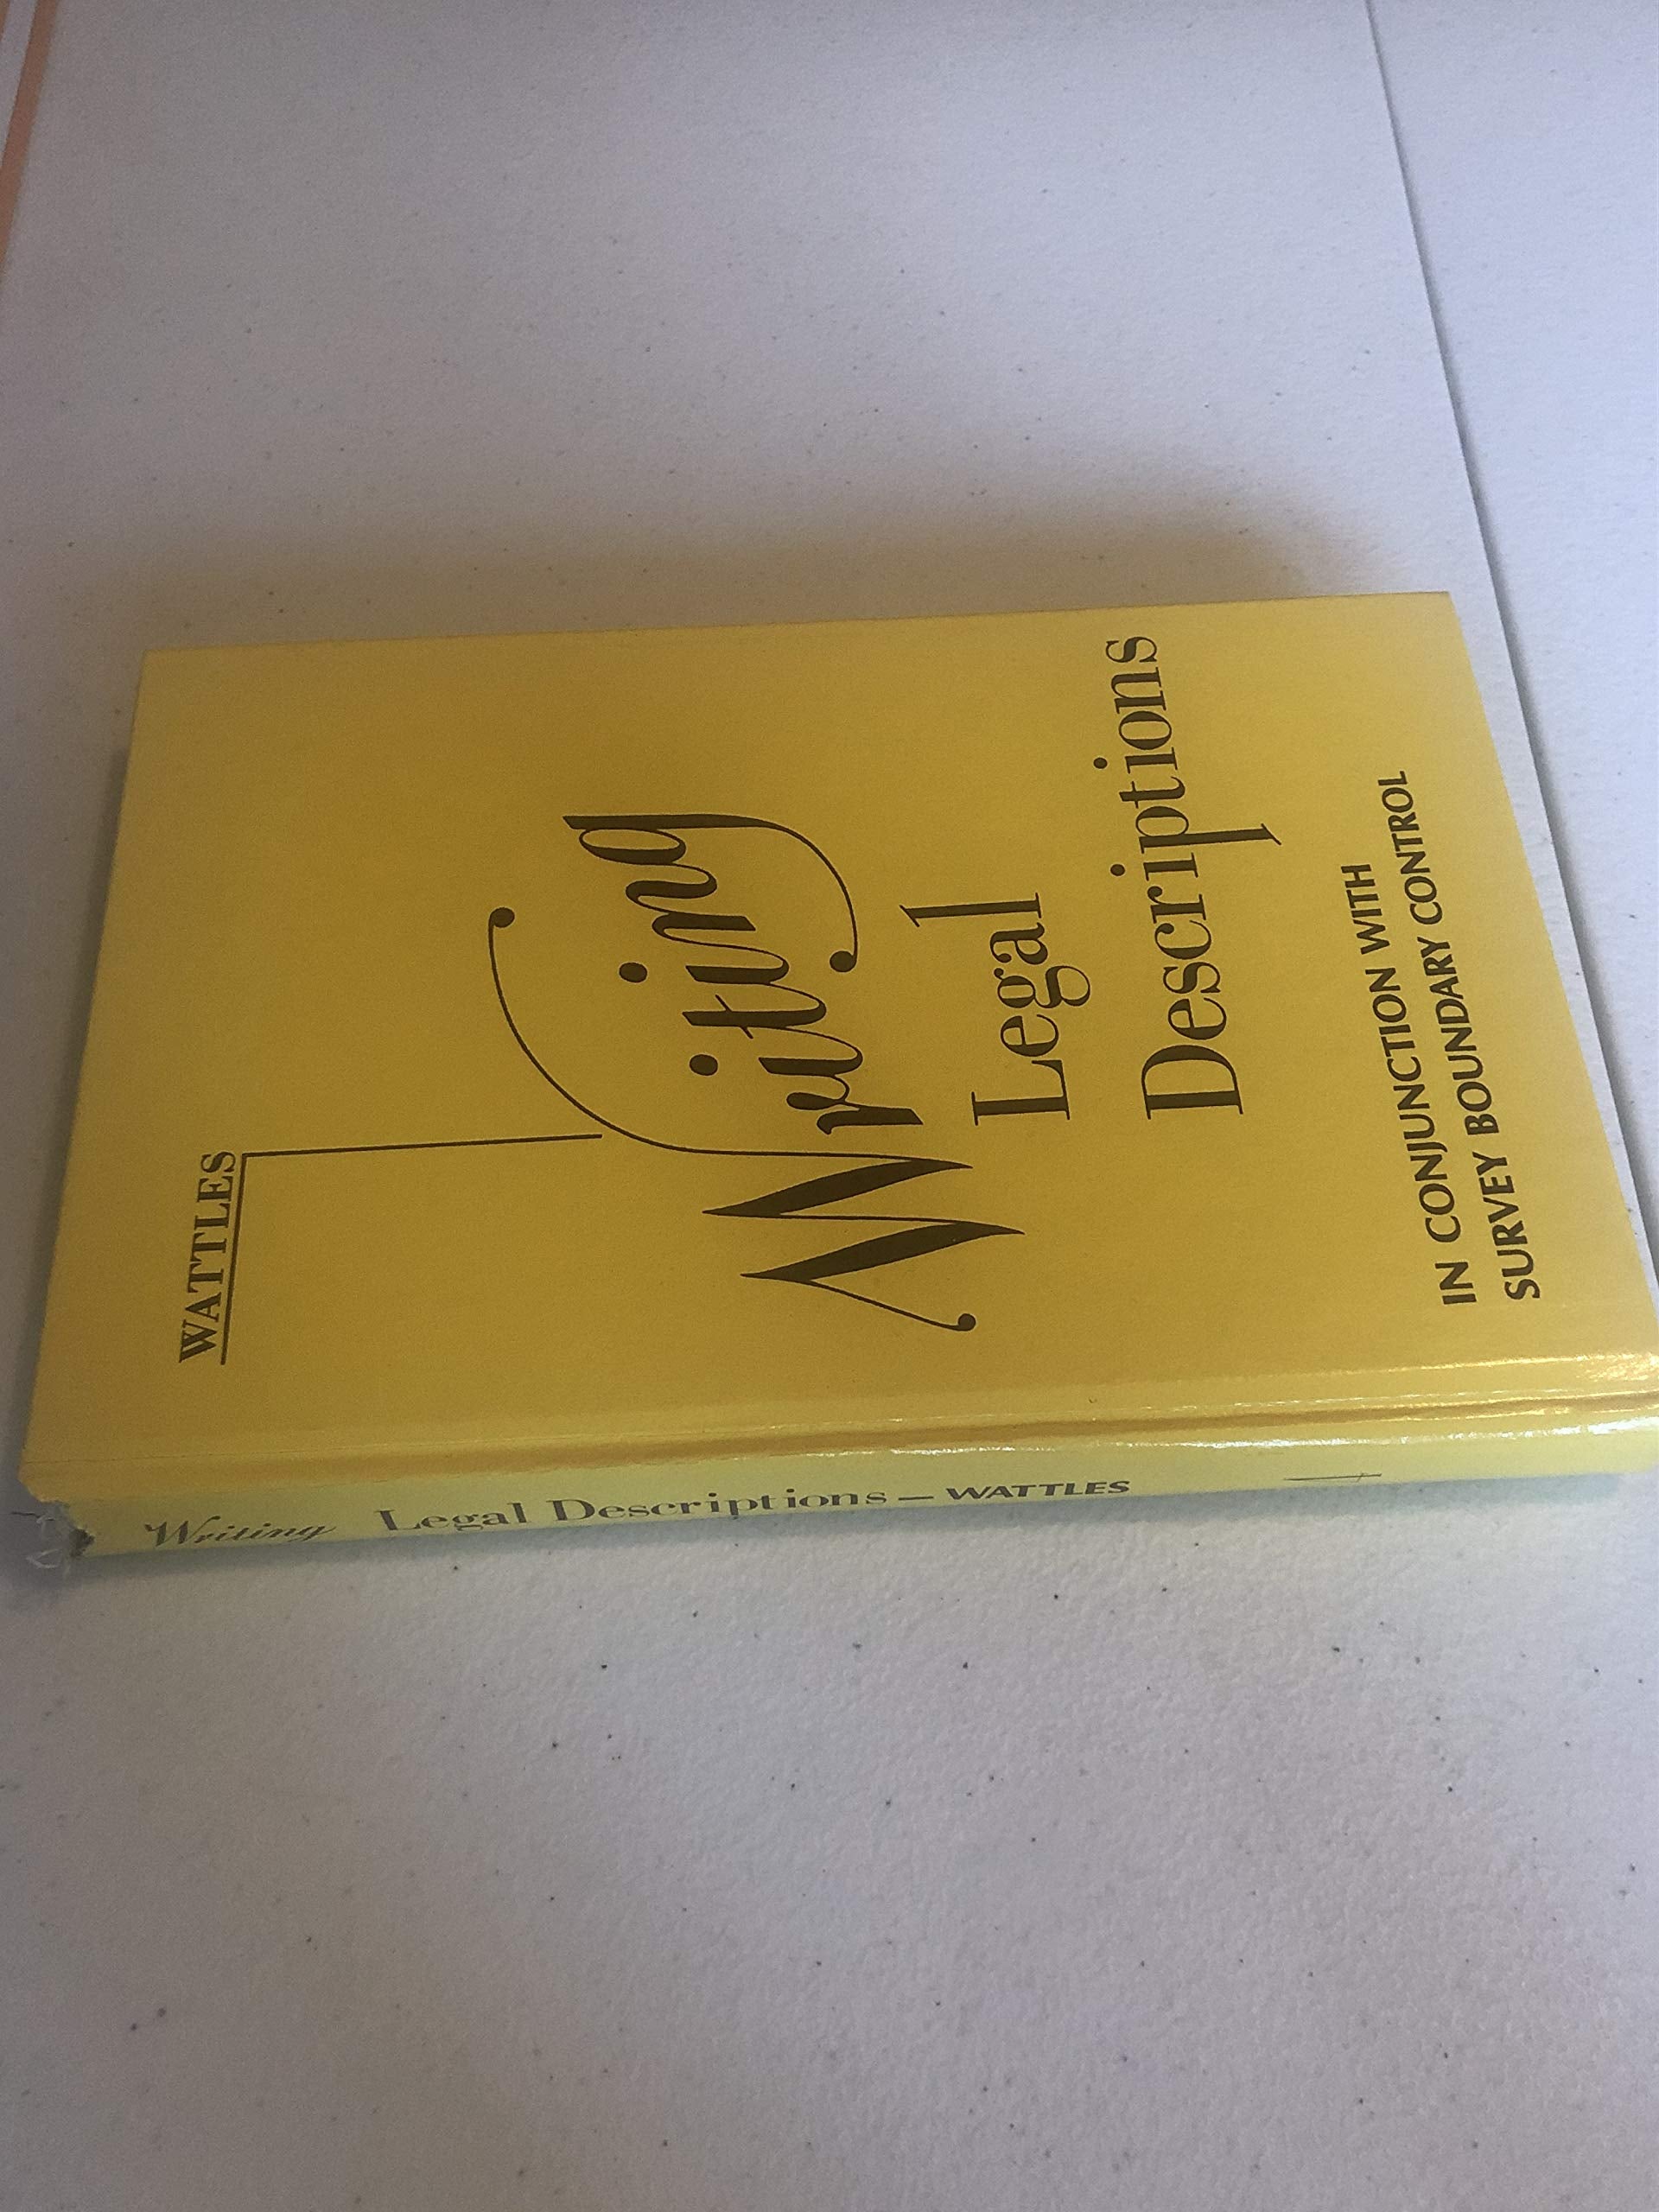 WATTLES
Writing
Legal
Descriptions
IN CONJUNCTION WITH
SURVEY BOUNDARY CONTROL
Writing Legal Descriptions — WATTLES